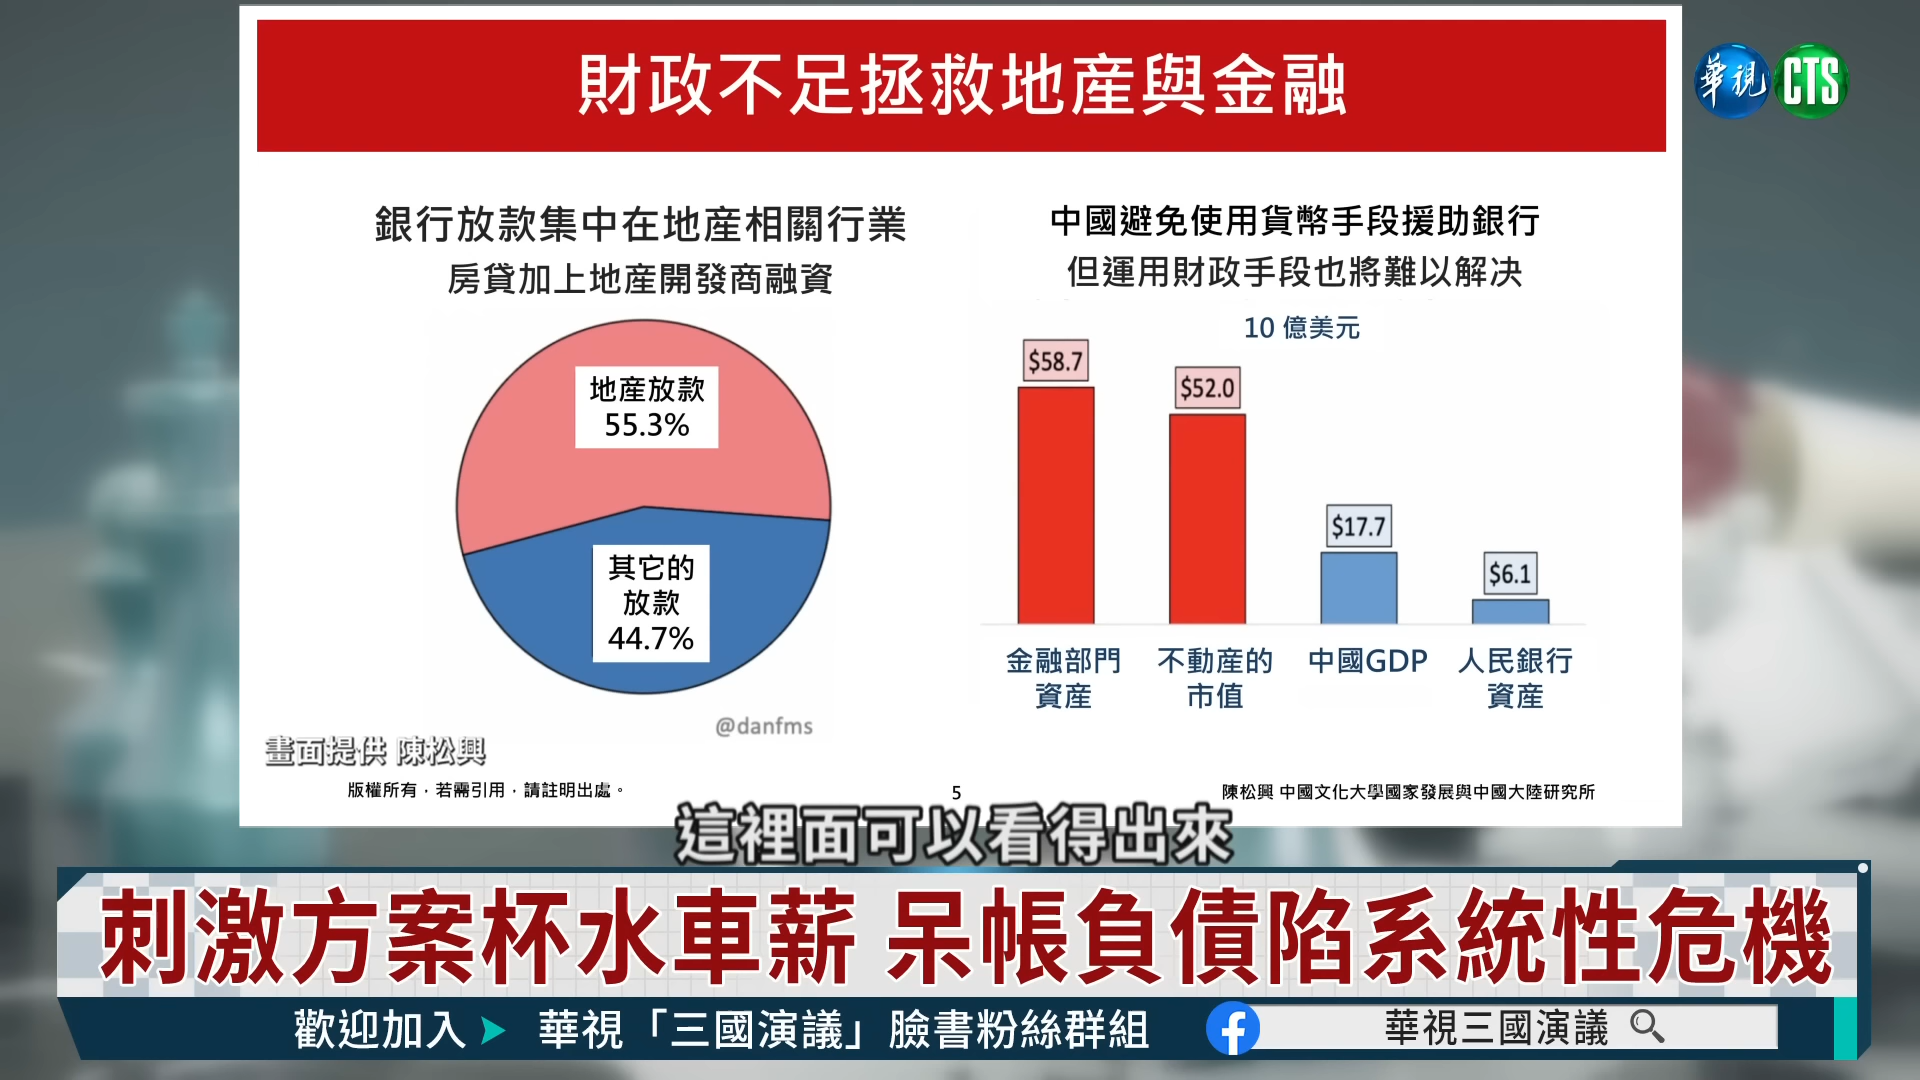 財政不足拯救地産與金融
華視 CTS
銀行放款集中在地産相關行業
房貸加上地産開發商融資
地産放款
55.3%
其它的
放款
44.7%
@danfms
中國避免使用貨幣手段援助銀行
但運用財政手段也將難以解决
10 億美元
$58.7
$52.0
$17.7
$6.1
金融部門
資産
不動産的
市值
中國GDP
人民銀行
資産
畫面提供 陳松興
版權所有，若需引用，請註明出處。
5
陳松興 中國文化大學國家發展與中國大陸研究所
這裡面可以看得出來
刺激方案杯水車薪 呆帳負債陷系統性危機
歡迎加入 華視「三國演議」臉書粉絲群組
華視三國演議